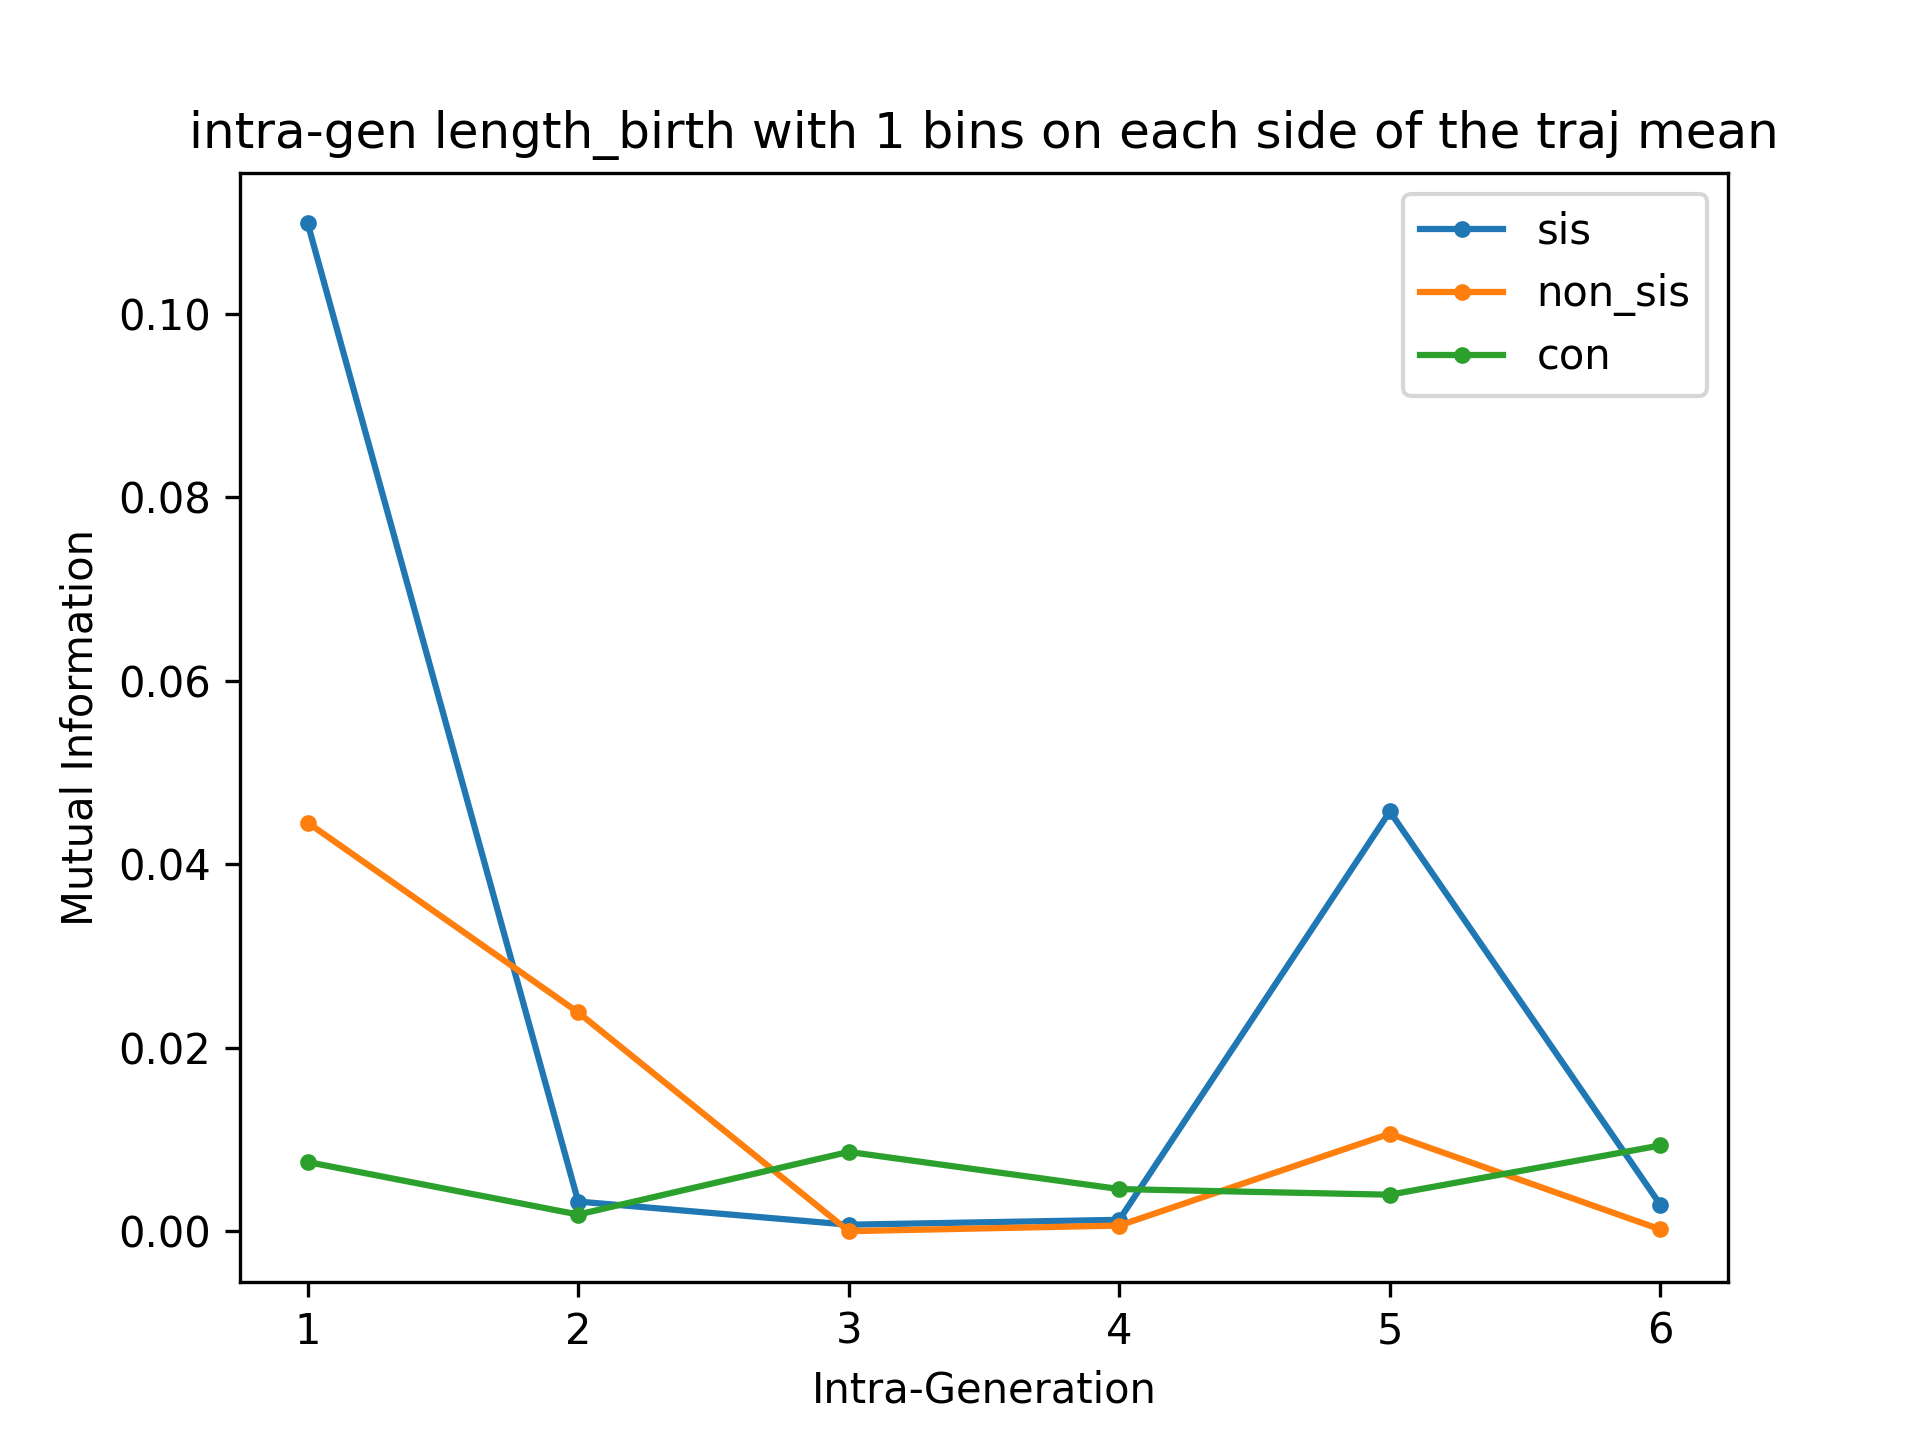 intra-gen length_birth with 1 bins on each side of the traj mean
sis
non_sis
con
0.10
0.08
0.06
0.04
0.02
0.00
Mutual Information
1 2 3 4 5 6
Intra-Generation